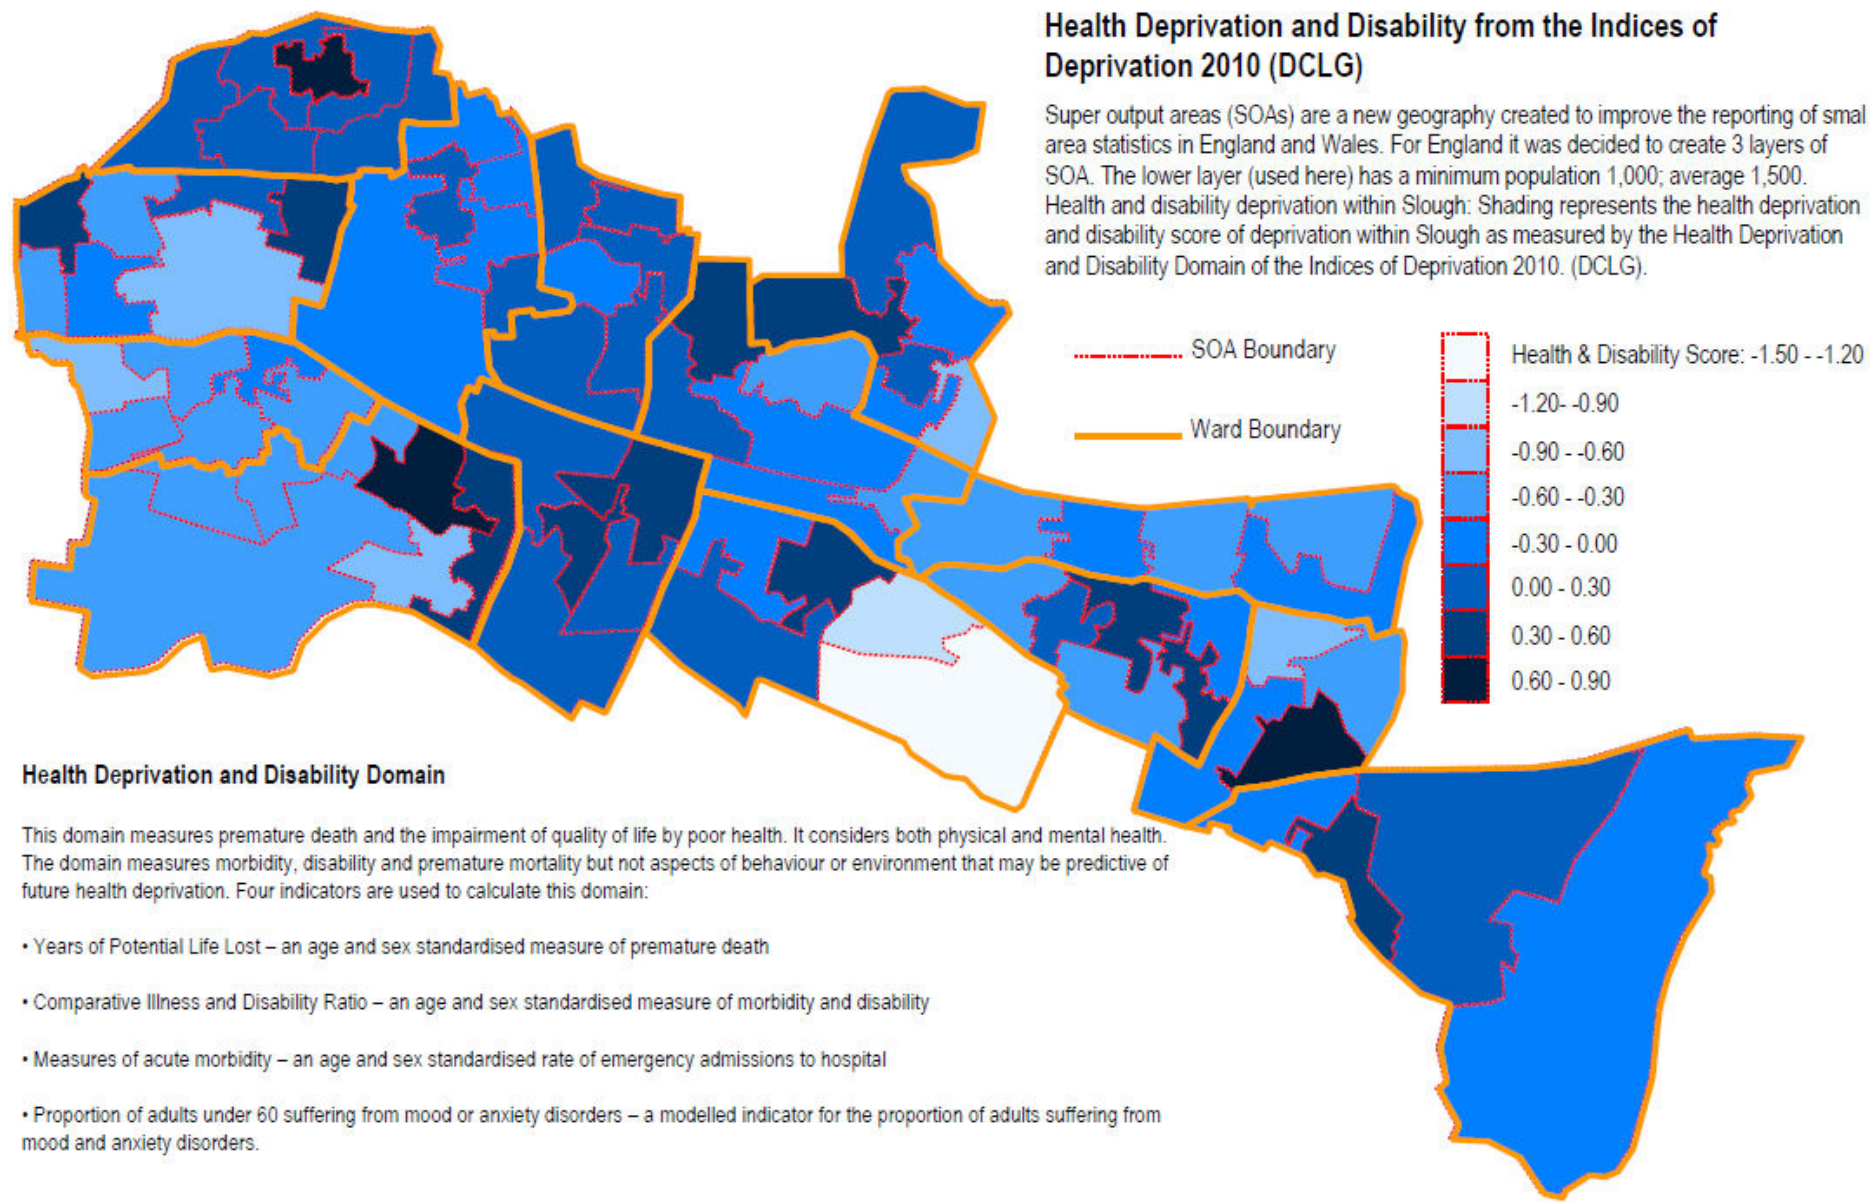 Health Deprivation and Disability from the Indices of
Deprivation 2010 (DCLG)
Super output areas (SOAs) are a new geography created to improve the reporting of smal
area statistics in England and Wales. For England it was decided to create 3 layers of
SOA. The lower layer (used here) has a minimum population 1,000; average 1,500.
Health and disability deprivation within Slough: Shading represents the health deprivation
and disability score of deprivation within Slough as measured by the Health Deprivation
and Disability Domain of the Indices of Deprivation 2010. (DCLG).
SOA Boundary
Ward Boundary
Health & Disability Score: -1.50 - -1.20
-1.20- -0.90
-0.90 - -0.60
-0.60 - -0.30
-0.30 - 0.00
0.00 - 0.30
0.30 - 0.60
0.60 - 0.90
Health Deprivation and Disability Domain
This domain measures premature death and the impairment of quality of life by poor health. It considers both physical and mental health.
The domain measures morbidity, disability and premature mortality but not aspects of behaviour or environment that may be predictive of
future health deprivation. Four indicators are used to calculate this domain:
• Years of Potential Life Lost – an age and sex standardised measure of premature death
• Comparative Illness and Disability Ratio – an age and sex standardised measure of morbidity and disability
• Measures of acute morbidity – an age and sex standardised rate of emergency admissions to hospital
• Proportion of adults under 60 suffering from mood or anxiety disorders – a modelled indicator for the proportion of adults suffering from
mood and anxiety disorders.